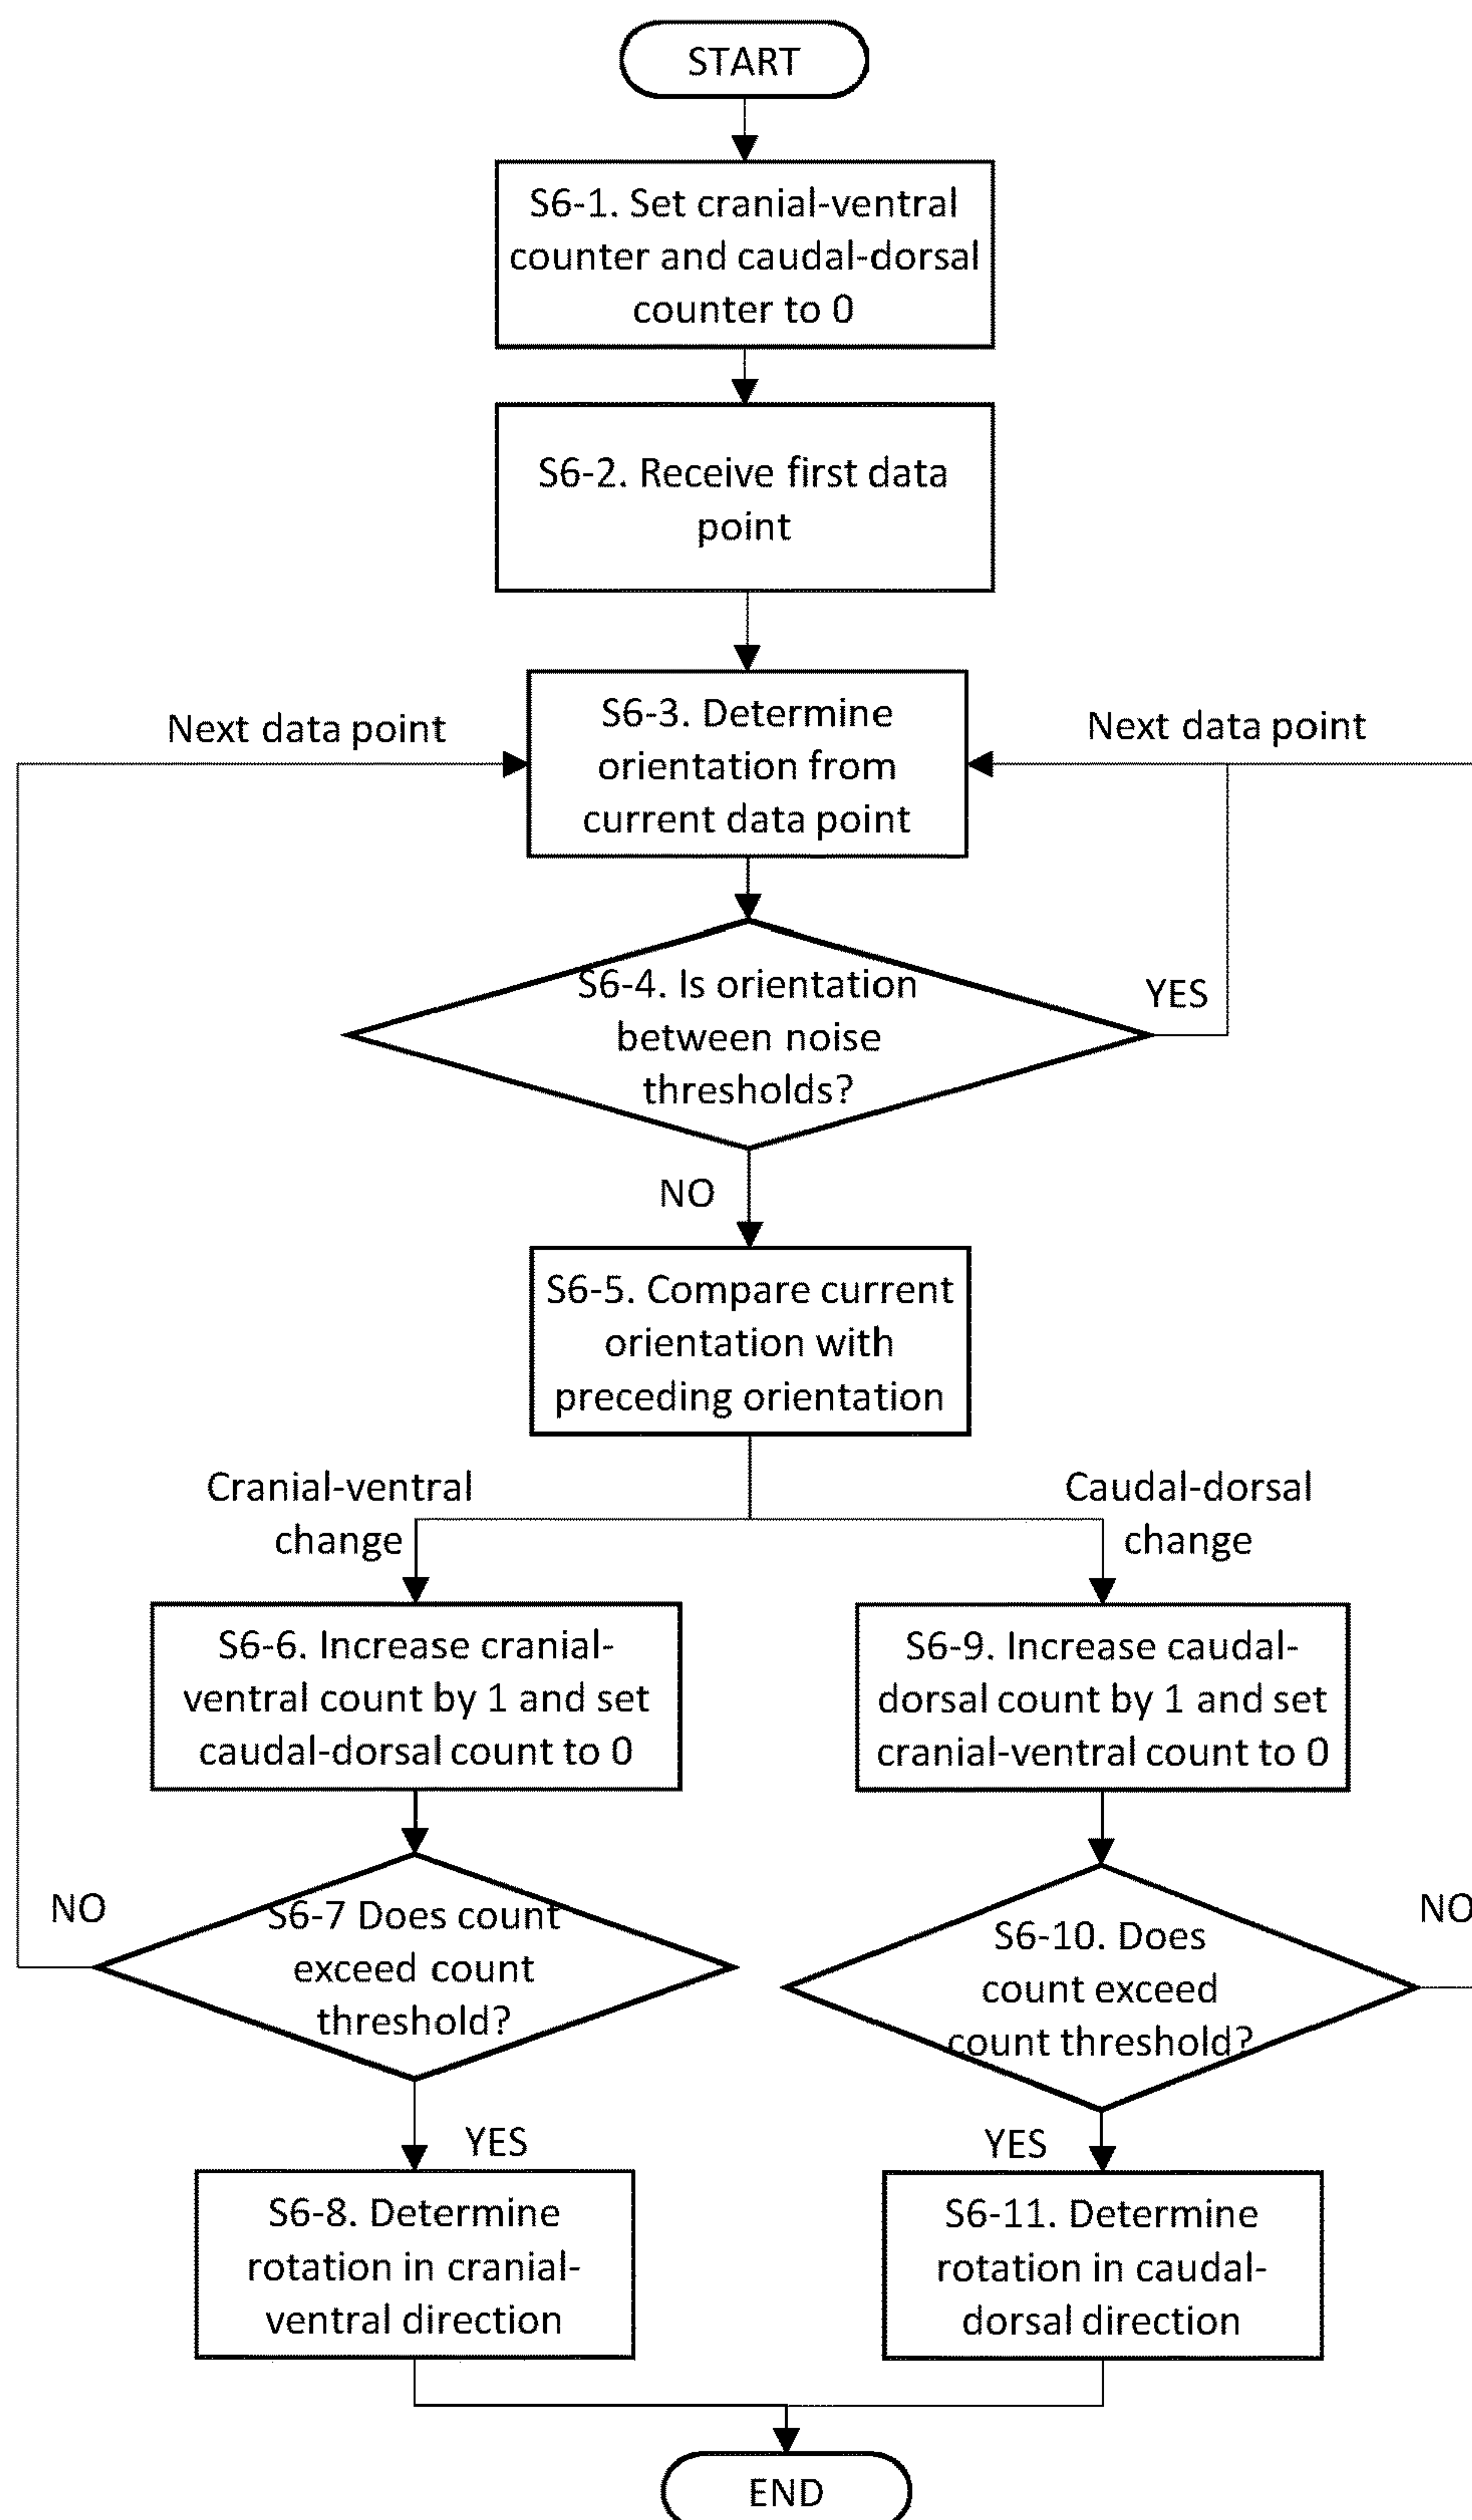 START
S6-1. Set cranial-ventral
counter and caudal-dorsal
counter to 0
S6-2. Receive first data
point
Next data point
S6-3. Determine
orientation from
current data point
Next data point
S6-4. Is orientation
between noise
thresholds?
YES
NO
S6-5. Compare current
orientation with
preceding orientation
Cranial-ventral
change
Caudal-dorsal
change
S6-6. Increase cranial-
ventral count by 1 and set
caudal-dorsal count to 0
S6-9. Increase caudal-
dorsal count by 1 and set
cranial-ventral count to 0
NO
S6-7 Does count
exceed count
threshold?
S6-10. Does
count exceed
count threshold?
NO
YES
YES
S6-8. Determine
rotation in cranial-
ventral direction
S6-11. Determine
rotation in caudal-
dorsal direction
END